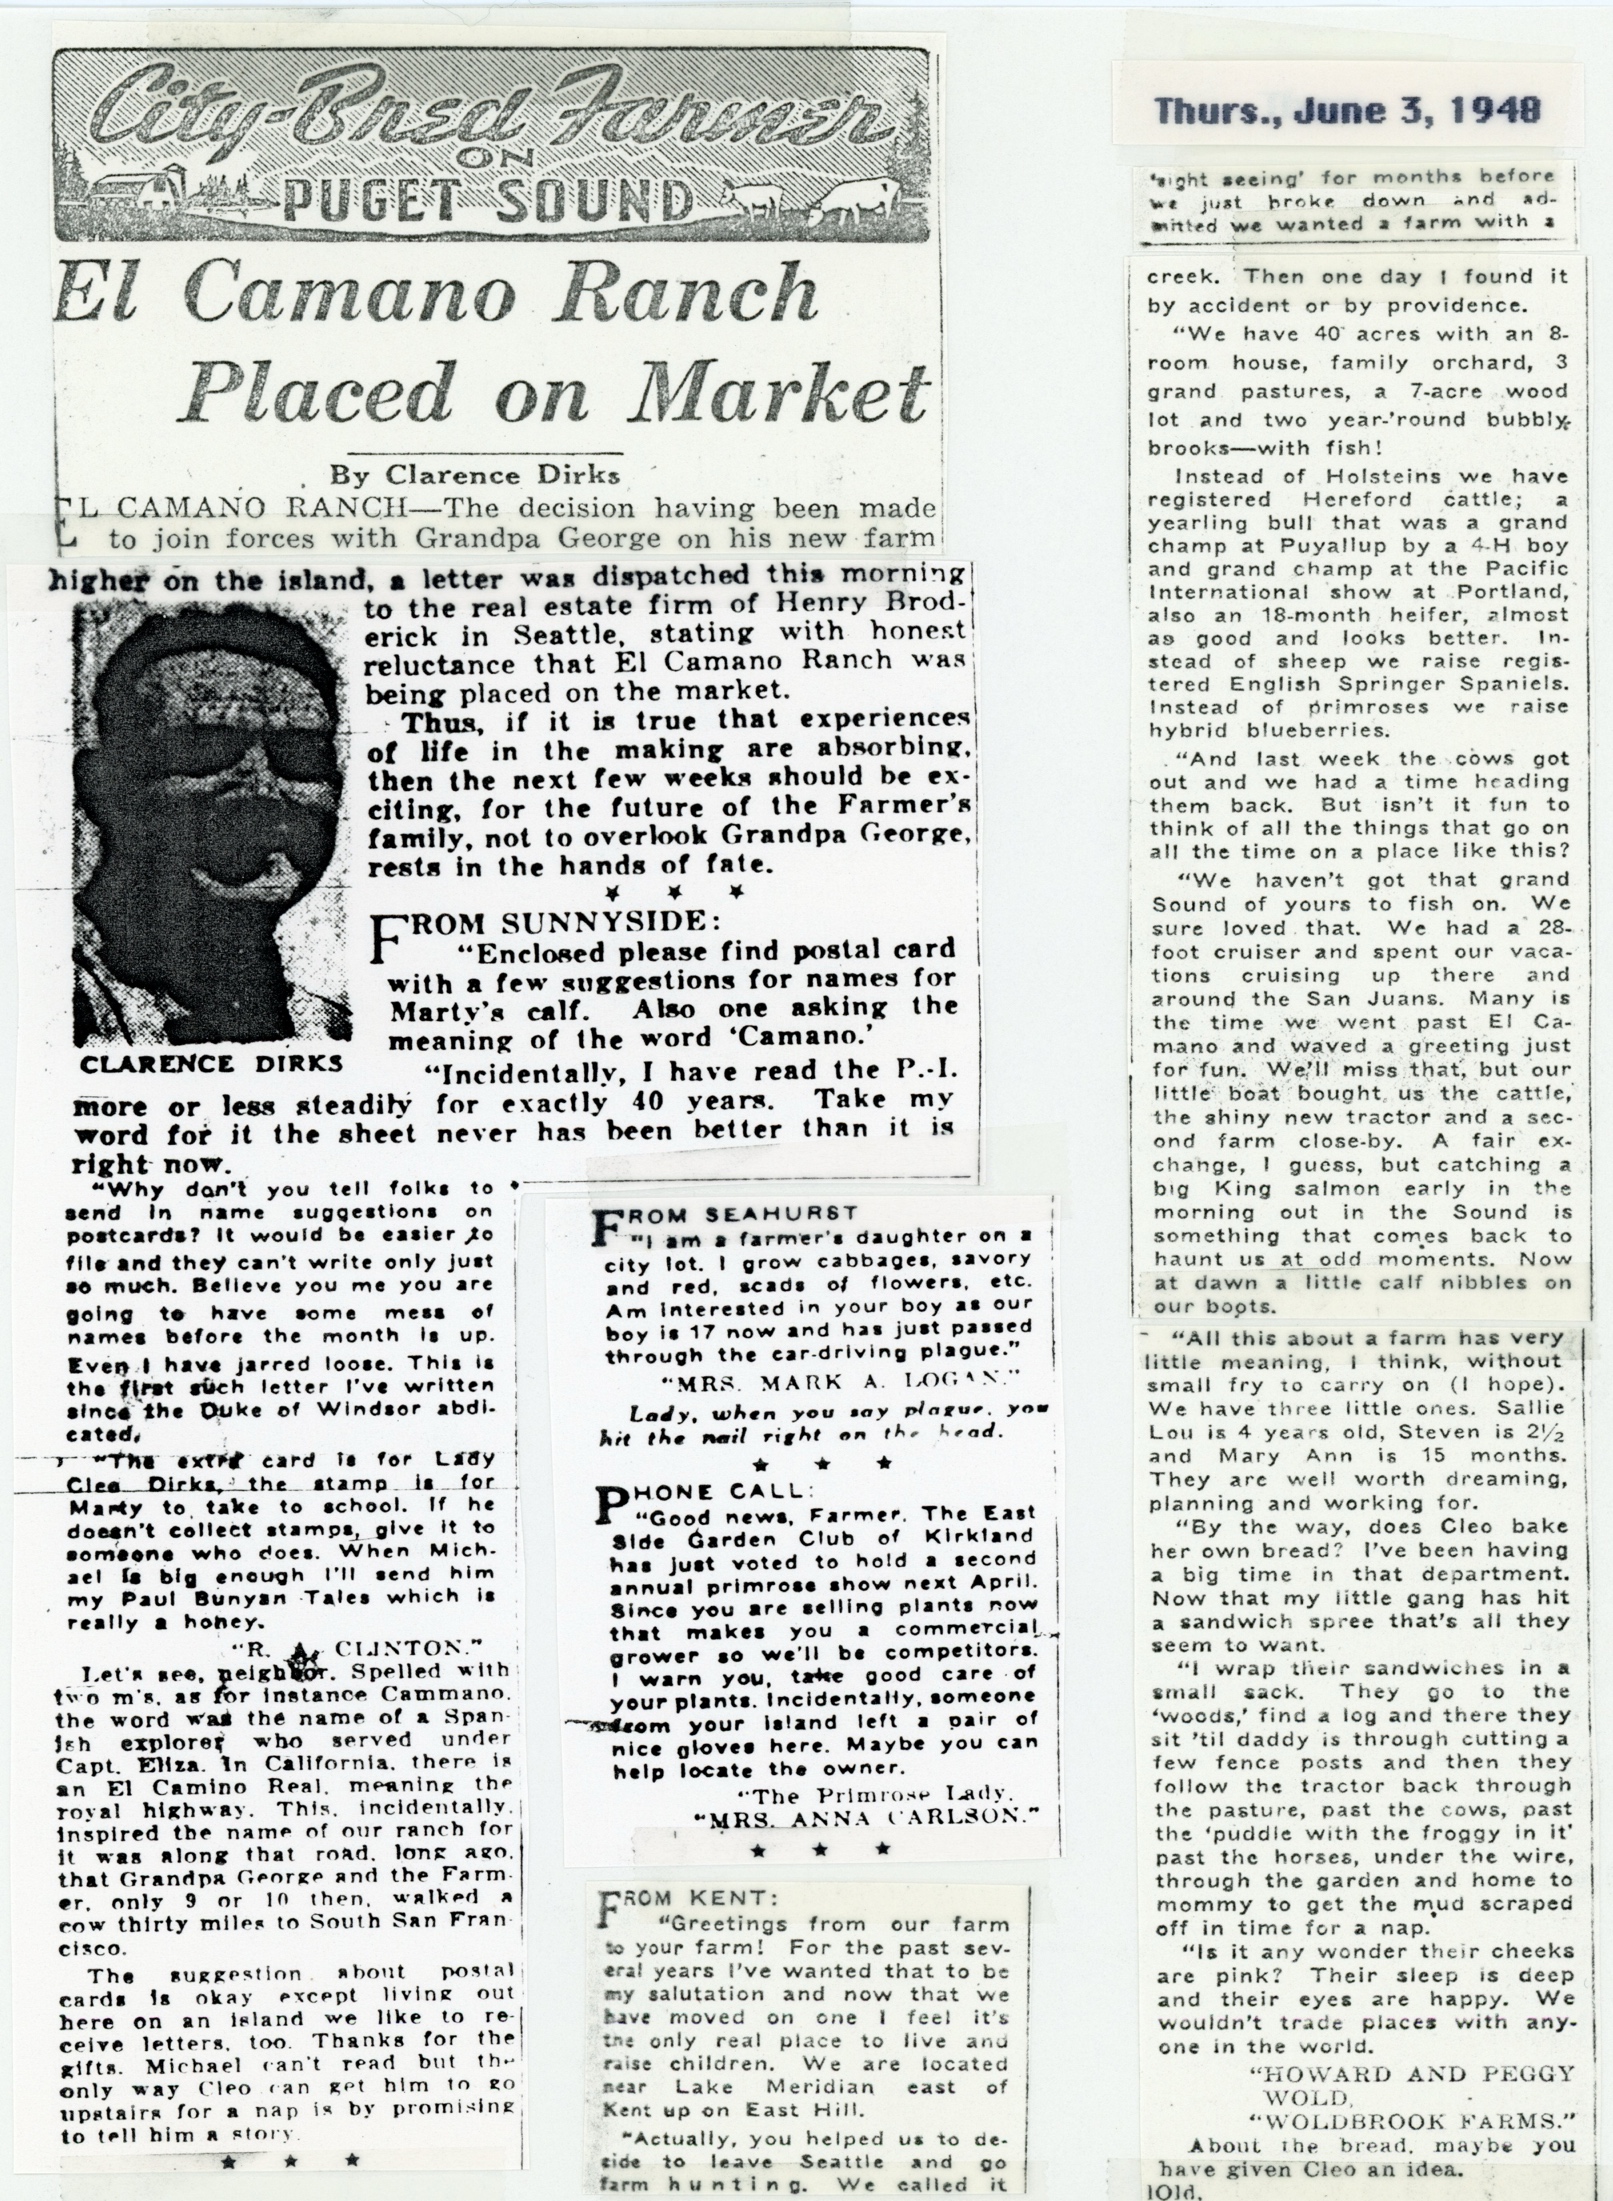 City-Bred Farmer
ON
PUGET SOUND
El Camano Ranch
Placed on Market
By Clarence Dirks
EL CAMANO RANCH—The decision having been made
to join forces with Grandpa George on his new farm
higher on the island, a letter was dispatched this morning
to the real estate firm of Henry Brod-
erick in Seattle, stating with honest
reluctance that El Camano Ranch was
being placed on the market.
Thus, if it is true that experiences
of life in the making are absorbing,
then the next few weeks should be ex-
citing, for the future of the Farmer's
family, not to overlook Grandpa George,
rests in the hands of fate.
★ ★ ★
CLARENCE DIRKS
FROM SUNNYSIDE:
"Enclosed please find postal card
with a few suggestions for names for
Marty's calf. Also one asking the
meaning of the word 'Camano.'
"Incidentally, I have read the P.-I.
more or less steadily for exactly 40 years. Take my
word for it the sheet never has been better than it is
right now.
"Why don't you tell folks to
send in name suggestions on
postcards? It would be easier to
file and they can't write only just
so much. Believe you me you are
going to have some mess of
names before the month is up.
Even I have jarred loose. This is
the first such letter I've written
since the Duke of Windsor abdi-
cated.
"The extra card is for Lady
Cleo Dirks, the stamp is for
Marty to take to school. If he
doesn't collect stamps, give it to
someone who does. When Mich-
ael is big enough I'll send him
my Paul Bunyan Tales which is
really a honey.
"R. A. CLINTON."
Let's see, neighbor. Spelled with
two m's, as for instance Cammano,
the word was the name of a Span-
ish explorer who served under
Capt. Eliza. In California, there is
an El Camino Real, meaning the
royal highway. This, incidentally,
inspired the name of our ranch for
it was along that road, long ago,
that Grandpa George and the Farm-
er, only 9 or 10 then, walked a
cow thirty miles to South San Fran-
cisco.
The suggestion about postal
cards is okay except living out
here on an island we like to re-
ceive letters, too. Thanks for the
gifts. Michael can't read but the
only way Cleo can get him to go
upstairs for a nap is by promising
to tell him a story.
★ ★ ★
FROM SEAHURST
"I am a farmer's daughter on a
city lot. I grow cabbages, savory
and red, scads of flowers, etc.
Am interested in your boy as our
boy is 17 now and has just passed
through the car-driving plague."
"MRS. MARK A. LOGAN."
Lady, when you say plague, you
hit the nail right on the head.
★ ★ ★
PHONE CALL:
"Good news, Farmer. The East
Side Garden Club of Kirkland
has just voted to hold a second
annual primrose show next April.
Since you are selling plants now
that makes you a commercial
grower so we'll be competitors.
I warn you, take good care of
your plants. Incidentally, someone
from your island left a pair of
nice gloves here. Maybe you can
help locate the owner.
"The Primrose Lady,
"MRS. ANNA CARLSON."
★ ★ ★
FROM KENT:
"Greetings from our farm
to your farm! For the past sev-
eral years I've wanted that to be
my salutation and now that we
have moved on one I feel it's
the only real place to live and
raise children. We are located
near Lake Meridian east of
Kent up on East Hill.
"Actually, you helped us to de-
cide to leave Seattle and go
farm hunting. We called it
Thurs., June 3, 1948
'sight seeing' for months before
we just broke down and ad-
mitted we wanted a farm with a
creek. Then one day I found it
by accident or by providence.
"We have 40 acres with an 8-
room house, family orchard, 3
grand pastures, a 7-acre wood
lot and two year-'round bubbly
brooks—with fish!
Instead of Holsteins we have
registered Hereford cattle; a
yearling bull that was a grand
champ at Puyallup by a 4-H boy
and grand champ at the Pacific
International show at Portland,
also an 18-month heifer, almost
as good and looks better. In-
stead of sheep we raise regis-
tered English Springer Spaniels.
Instead of primroses we raise
hybrid blueberries.
"And last week the cows got
out and we had a time heading
them back. But isn't it fun to
think of all the things that go on
all the time on a place like this?
"We haven't got that grand
Sound of yours to fish on. We
sure loved that. We had a 28-
foot cruiser and spent our vaca-
tions cruising up there and
around the San Juans. Many is
the time we went past El Ca-
mano and waved a greeting just
for fun. We'll miss that, but our
little boat bought us the cattle,
the shiny new tractor and a sec-
ond farm close-by. A fair ex-
change, I guess, but catching a
big King salmon early in the
morning out in the Sound is
something that comes back to
haunt us at odd moments. Now
at dawn a little calf nibbles on
our boots.
"All this about a farm has very
little meaning, I think, without
small fry to carry on (I hope).
We have three little ones. Sallie
Lou is 4 years old, Steven is 2½
and Mary Ann is 15 months.
They are well worth dreaming,
planning and working for.
"By the way, does Cleo bake
her own bread? I've been having
a big time in that department.
Now that my little gang has hit
a sandwich spree that's all they
seem to want.
"I wrap their sandwiches in a
small sack. They go to the
'woods,' find a log and there they
sit 'til daddy is through cutting a
few fence posts and then they
follow the tractor back through
the pasture, past the cows, past
the 'puddle with the froggy in it'
past the horses, under the wire,
through the garden and home to
mommy to get the mud scraped
off in time for a nap.
"Is it any wonder their cheeks
are pink? Their sleep is deep
and their eyes are happy. We
wouldn't trade places with any-
one in the world.
"HOWARD AND PEGGY
WOLD,
"WOLDBROOK FARMS."
About the bread, maybe you
have given Cleo an idea.
lOld.